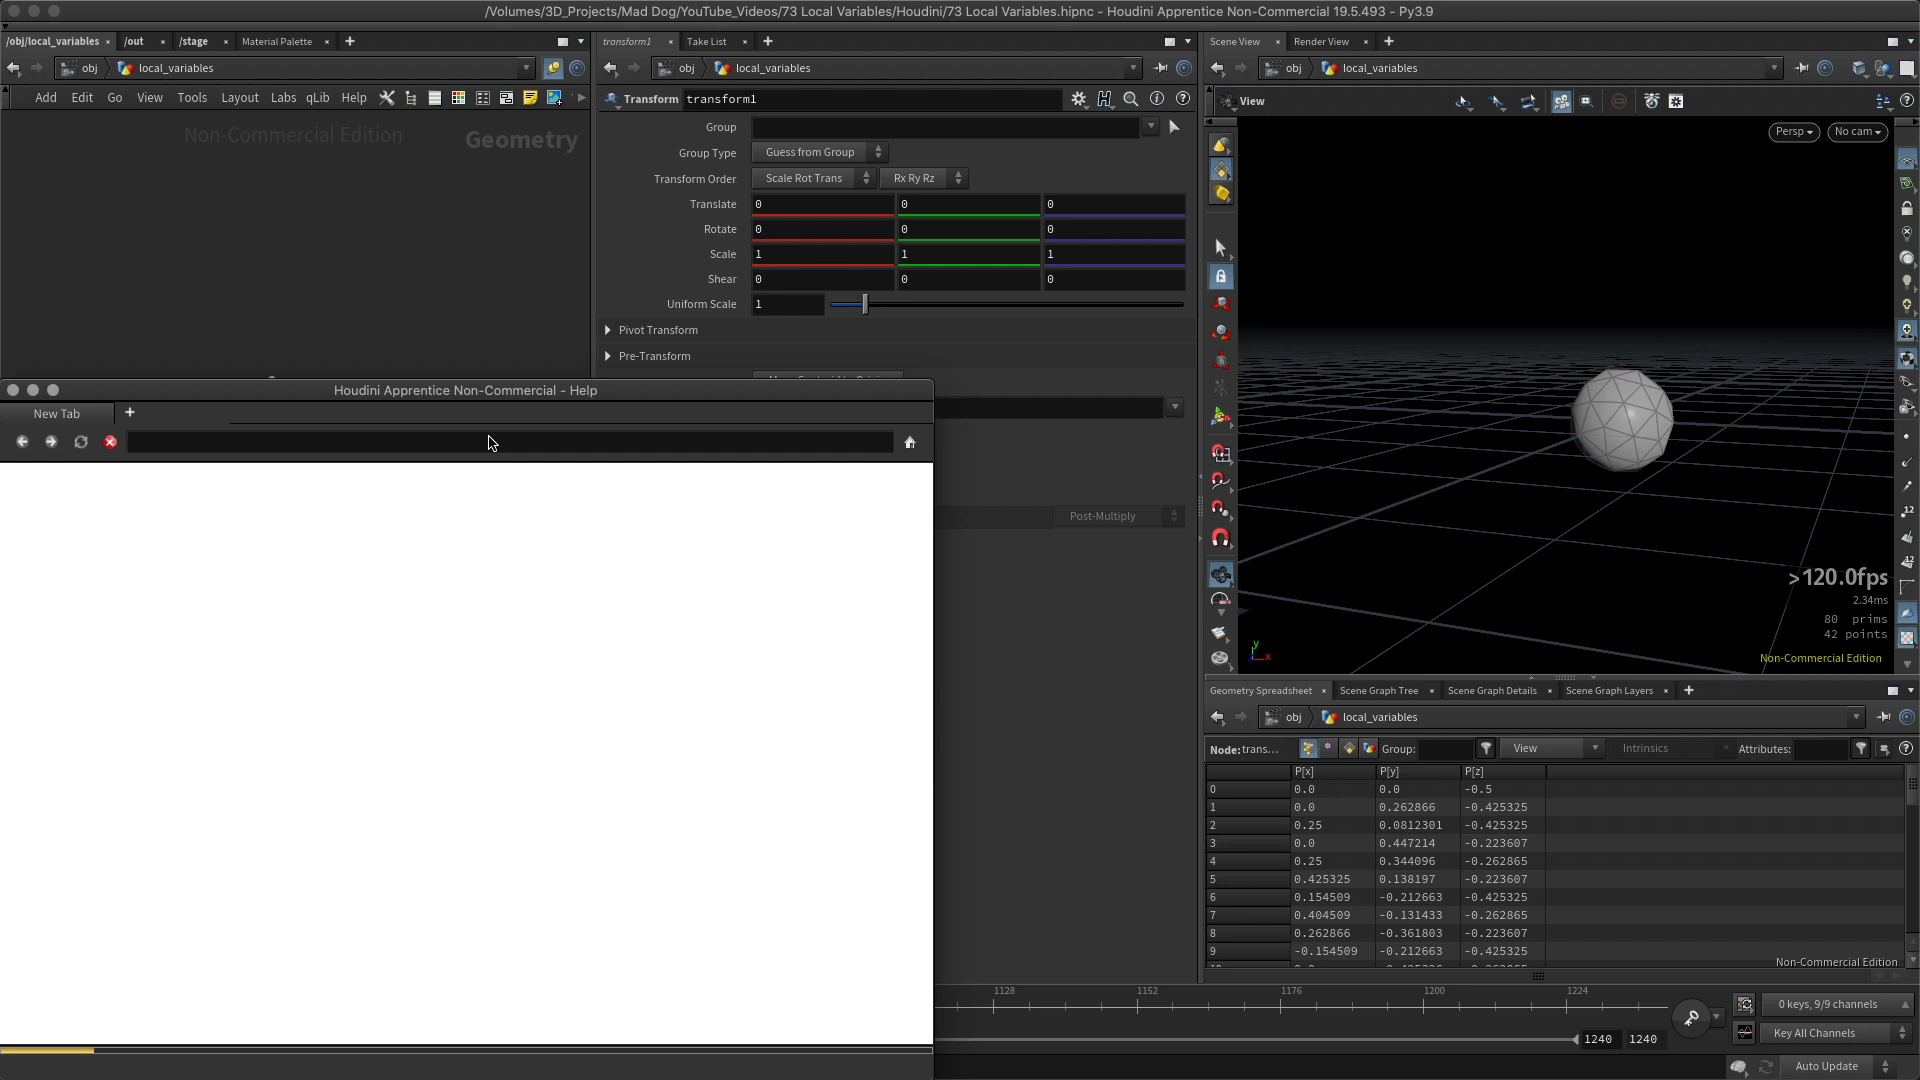 /Volumes/3D_Projects/Mad Dog/YouTube_Videos/73 Local Variables/Houdini/73 Local Variables.hipnc - Houdini Apprentice Non-Commercial 19.5.493 - Py3.9
/obj/local_variables
/out
/stage
Material Palette
obj
local_variables
Add Edit Go View Tools Layout Labs qLib Help
Non-Commercial Edition
Geometry
transform1
Take List
obj
local_variables
Transform transform1
Group
Group Type Guess from Group
Transform Order Scale Rot Trans Rx Ry Rz
Translate 0 0 0
Rotate 0 0 0
Scale 1 1 1
Shear 0 0 0
Uniform Scale 1
Pivot Transform
Pre-Transform
Post-Multiply
Houdini Apprentice Non-Commercial - Help
New Tab
Scene View
Render View
obj
local_variables
View
Persp
No cam
12
12
>120.0fps
2.34ms
80 prims
42 points
Non-Commercial Edition
y
x
Geometry Spreadsheet
Scene Graph Tree
Scene Graph Details
Scene Graph Layers
obj
local_variables
Node: trans...
Group:
View
Intrinsics
Attributes:
P[x] P[y] P[z]
0 0.0 0.0 -0.5
1 0.0 0.262866 -0.425325
2 0.25 0.0812301 -0.425325
3 0.0 0.447214 -0.223607
4 0.25 0.344096 -0.262865
5 0.425325 0.138197 -0.223607
6 0.154509 -0.212663 -0.425325
7 0.404509 -0.131433 -0.262865
8 0.262866 -0.361803 -0.223607
9 -0.154509 -0.212663 -0.425325
Non-Commercial Edition
1128 1152 1176 1200 1224
0 keys, 9/9 channels
1240 1240
Key All Channels
Auto Update